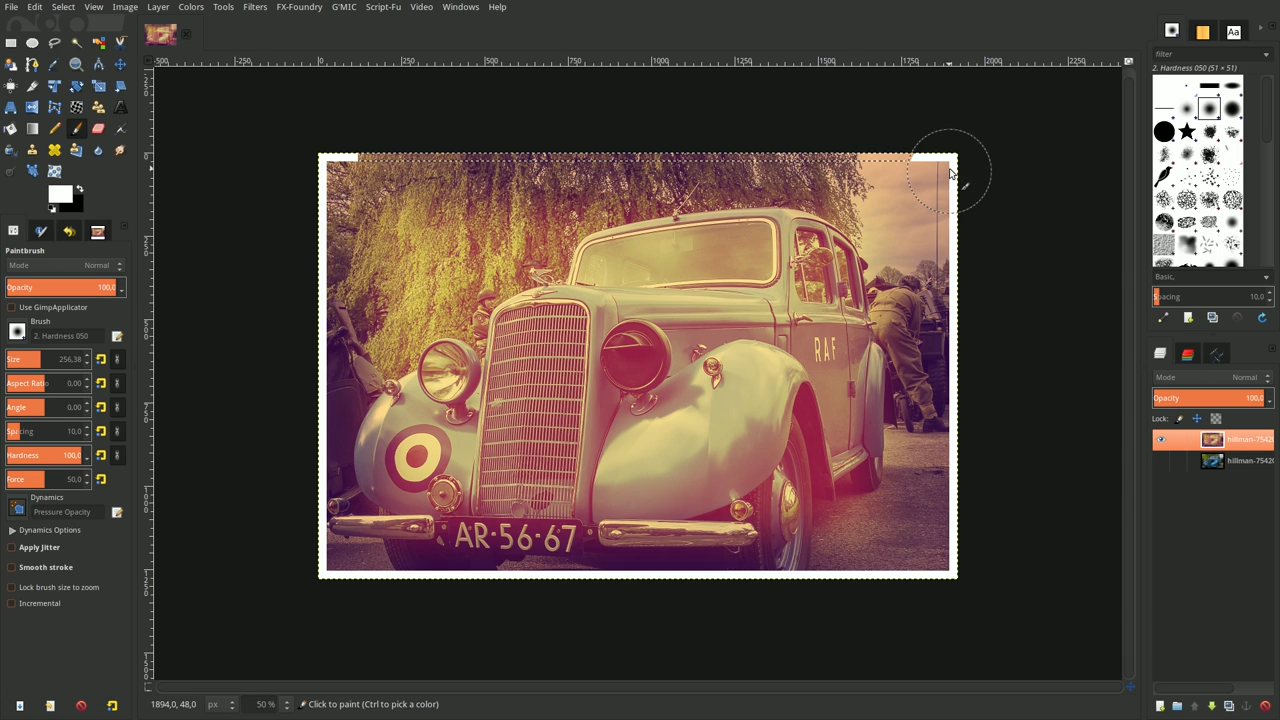 File Edit Select View Image Layer Colors Tools Filters FX-Foundry G'MIC Script-Fu Video Windows Help
Aa
filter
2. Hardness 050 (51 × 51)
-500 -250 0 250 500 750 1000 1250 1500 1750 2000 2250
Paintbrush
Mode Normal
Opacity 100,0
Use GimpApplicator
Brush
2. Hardness 050
Size 256,38
Aspect Ratio 0,00
Angle 0,00
Spacing 10,0
Hardness 100,0
Force 50,0
Dynamics
Pressure Opacity
Dynamics Options
Apply Jitter
Smooth stroke
Lock brush size to zoom
Incremental
RAF
AR·56-67
Basic,
Spacing 10,0
Mode Normal
Opacity 100,0
Lock:
hillman-7542
hillman-7542
1894,0, 48,0 px 50 % Click to paint (Ctrl to pick a color)